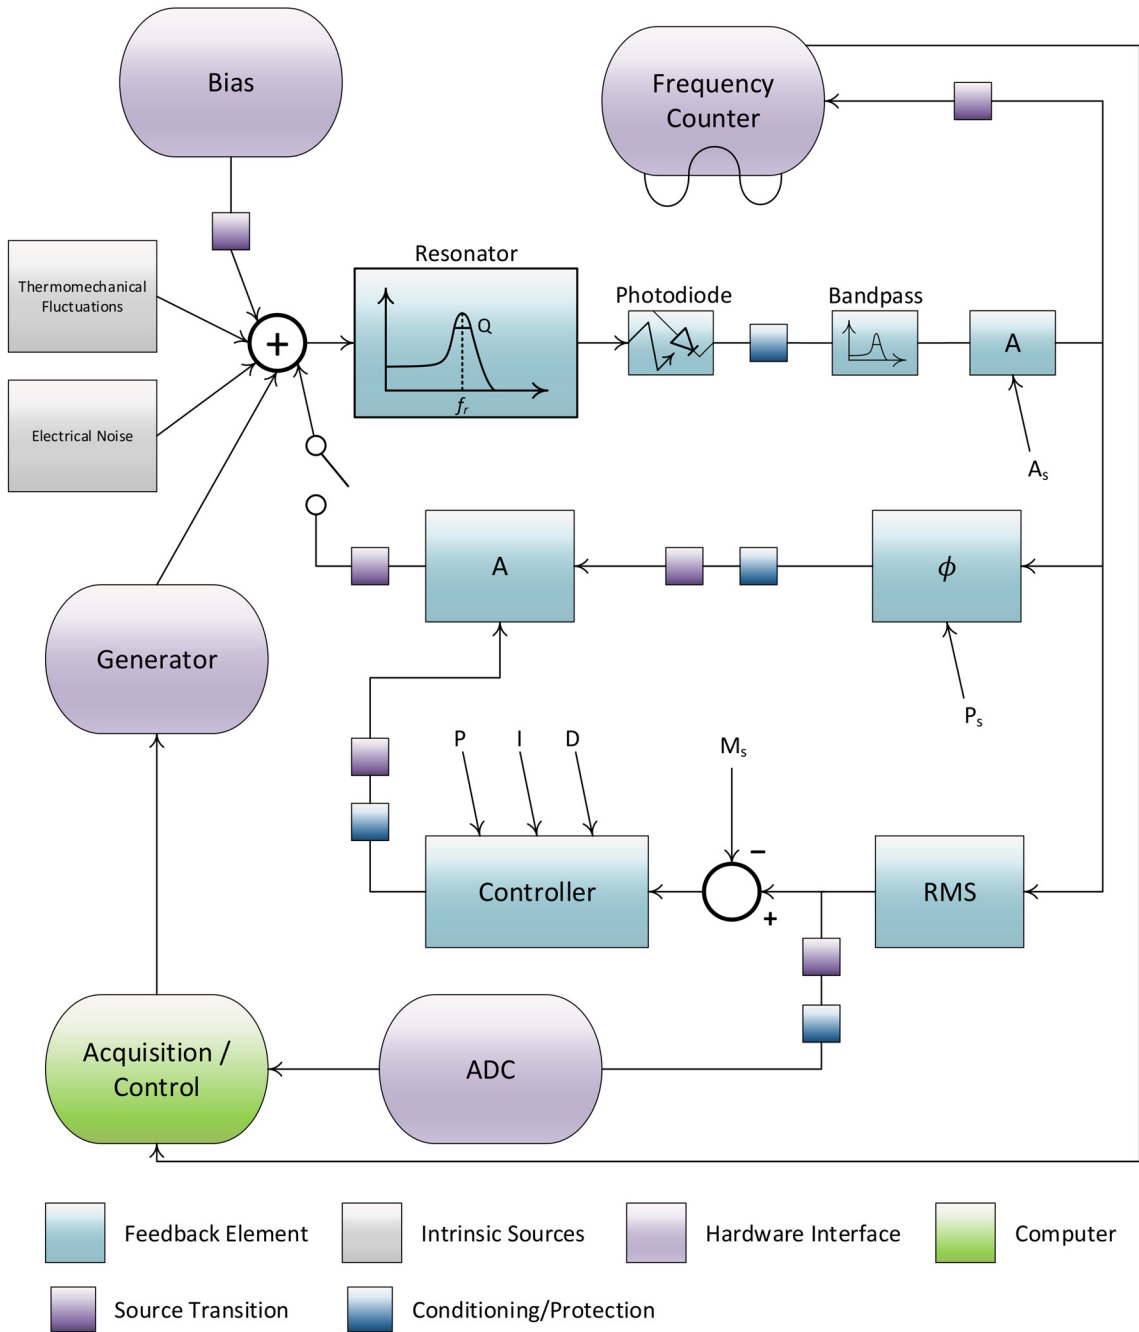 Bias
Frequency
Counter
Thermomechanical
Fluctuations
Electrical Noise
+
Resonator
Q
fr
Photodiode
Bandpass
A
As
A
ϕ
Ps
Generator
P
I
D
Ms
−
+
Controller
RMS
Acquisition /
Control
ADC
Feedback Element
Intrinsic Sources
Hardware Interface
Computer
Source Transition
Conditioning/Protection